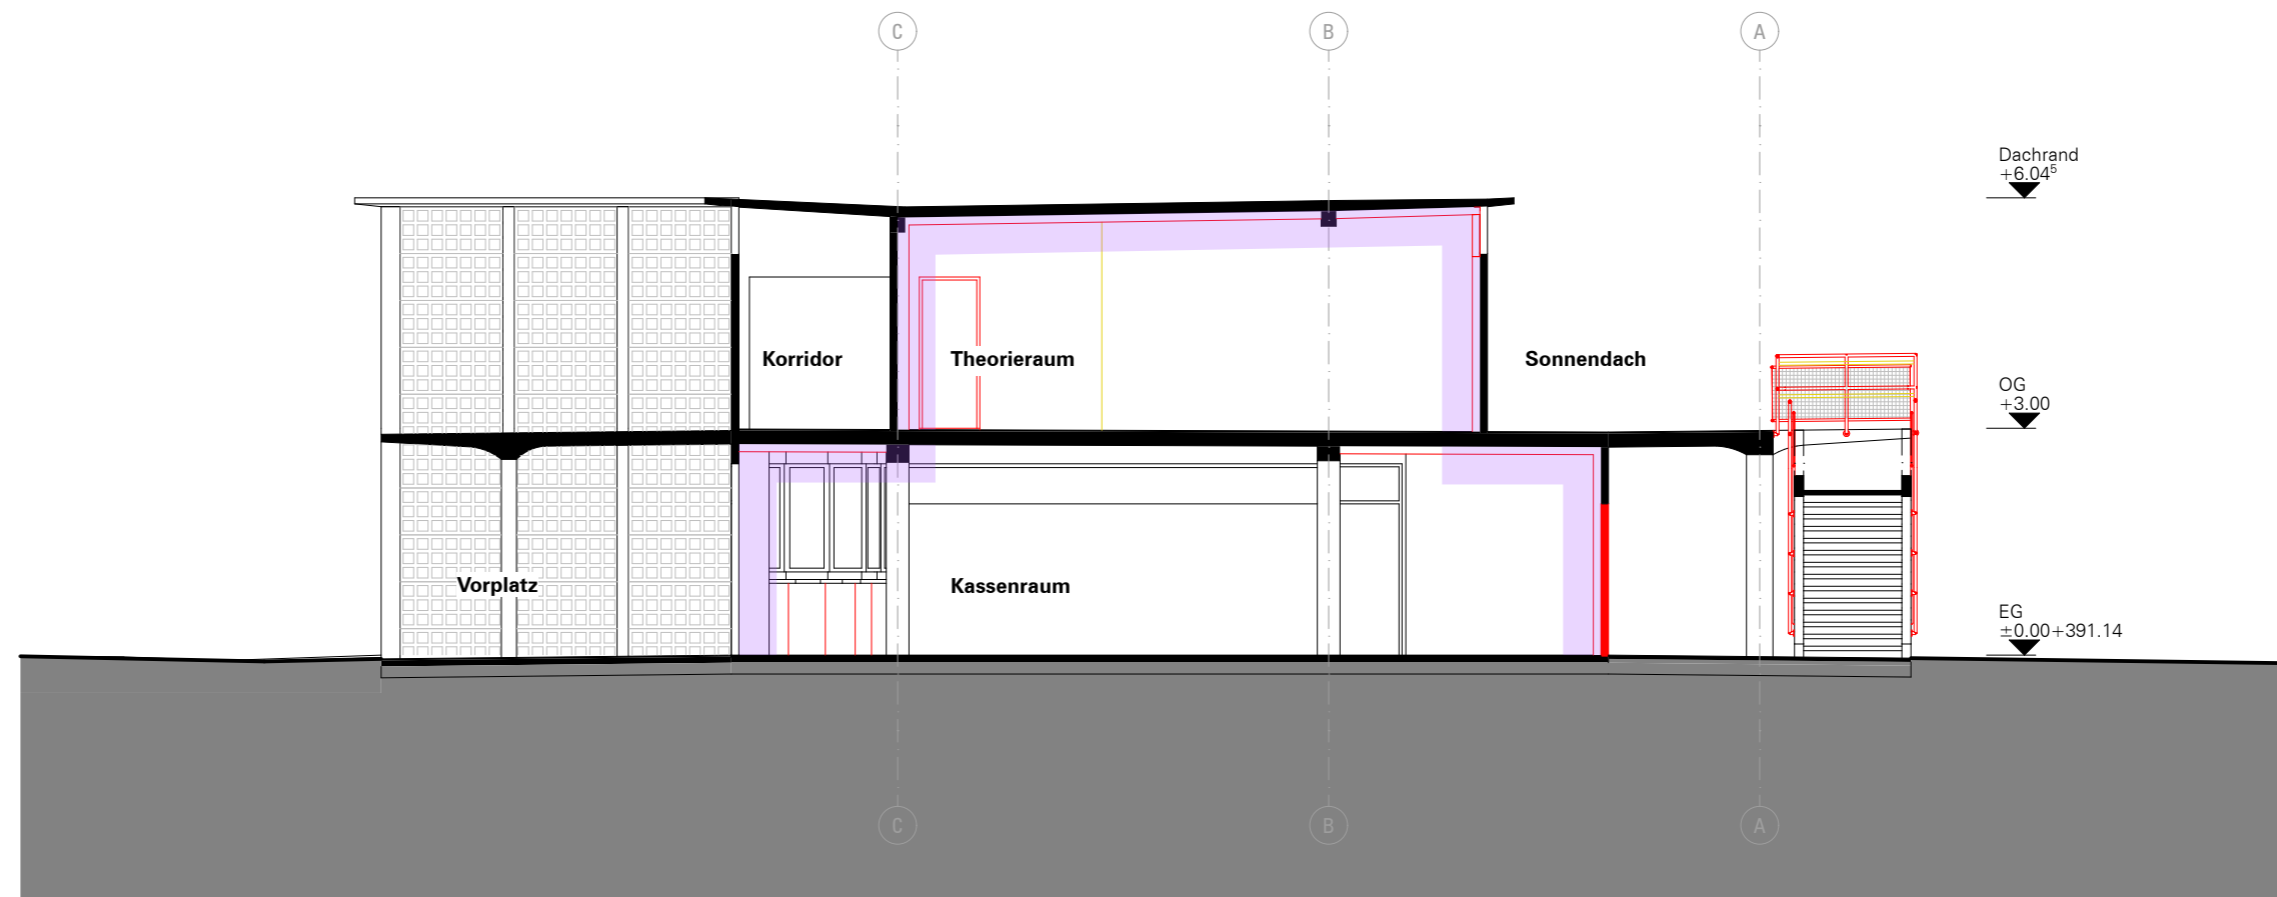 C
B
A
Dachrand
+6.04⁵
Korridor
Theorieraum
Sonnendach
OG
+3.00
Vorplatz
Kassenraum
EG
±0.00+391.14
C
B
A